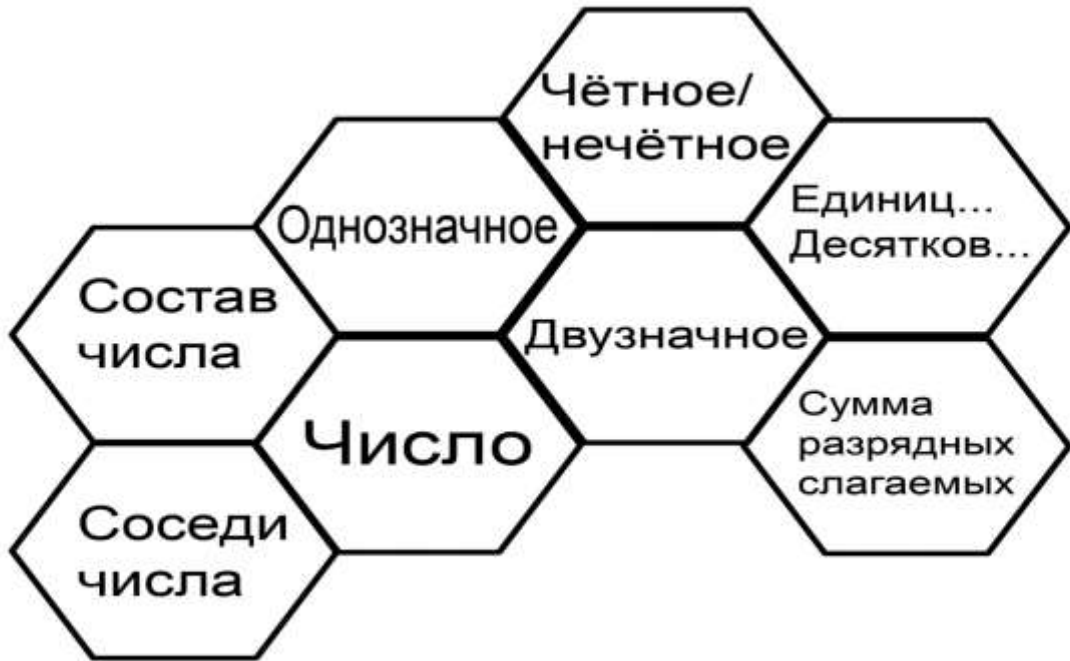 Чётное/
нечётное
Единиц...
Десятков...
Однозначное
Состав
числа
Двузначное
Число
Сумма
разрядных
слагаемых
Соседи
числа